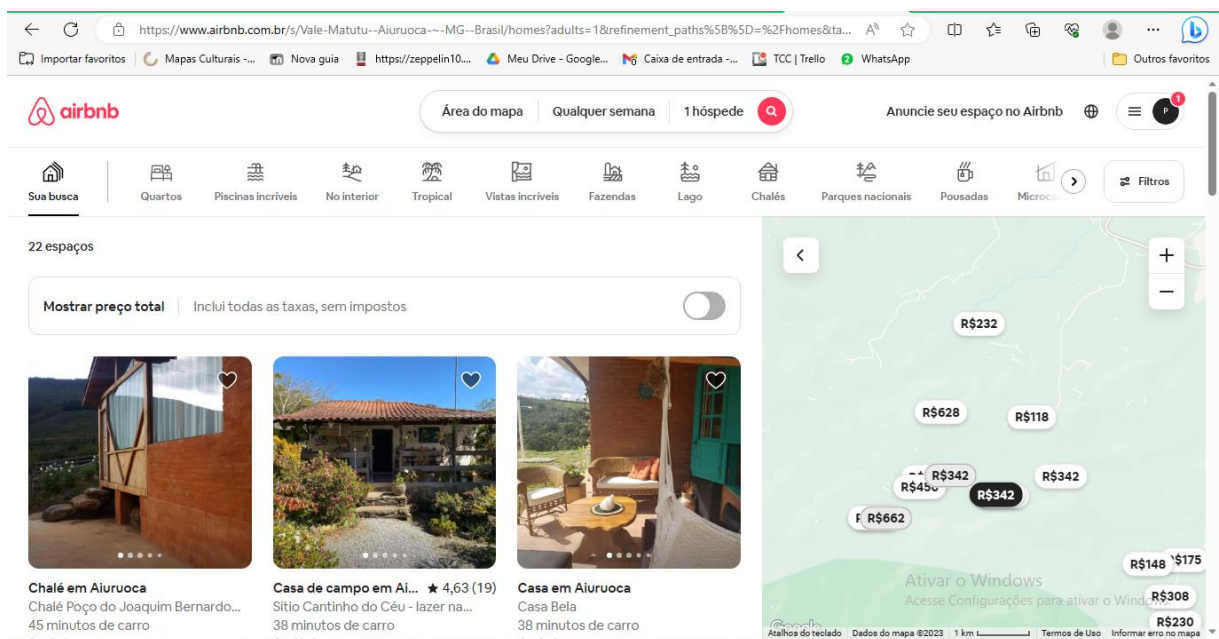 https://www.airbnb.com.br/s/Vale-Matutu--Aiuruoca-~-MG--Brasil/homes?adults=1&refinement_paths%5B%5D=%2Fhomes&ta...
Importar favoritos Mapas Culturais -... Nova guia https://zeppelin10.... Meu Drive - Google... Caixa de entrada -... TCC | Trello WhatsApp Outros favoritos
airbnb Área do mapa Qualquer semana 1 hóspede Anuncie seu espaço no Airbnb P 1
Sua busca Quartos Piscinas incríveis No interior Tropical Vistas incríveis Fazendas Lago Chalés Parques nacionais Pousadas Filtros
22 espaços
Mostrar preço total Inclui todas as taxas, sem impostos
R$232
R$628 R$118
R$342 R$342
R$450 R$342
R$662
R$148 $175
R$308
R$230
Ativar o Windows
Acesse Configurações para ativar o Windows.
Chalé em Aiuruoca Casa de campo em Ai... ★ 4,63 (19) Casa em Aiuruoca
Chalé Poço do Joaquim Bernardo... Sítio Cantinho do Céu - lazer na... Casa Bela
45 minutos de carro 38 minutos de carro 38 minutos de carro
Google
Atalhos do teclado Dados do mapa ©2023 1 km Termos de Uso Informar erro no mapa